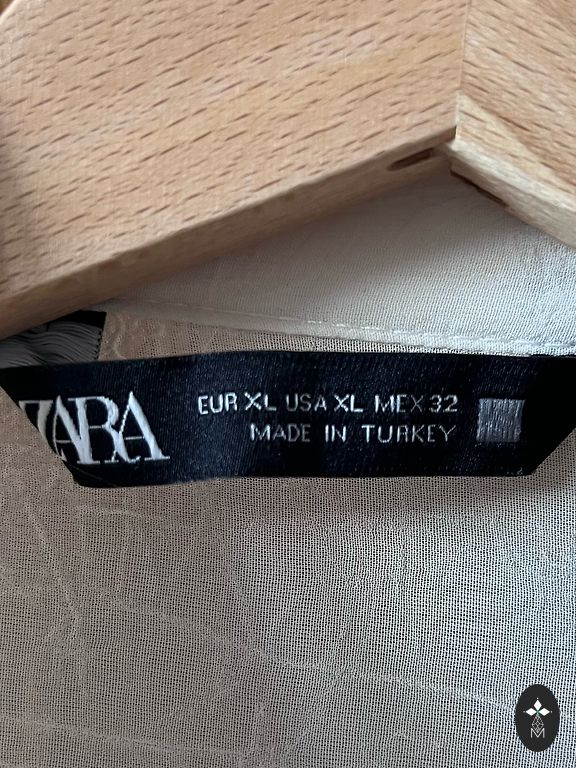 ZARA
EUR XL USA XL MEX 32
MADE IN TURKEY
M